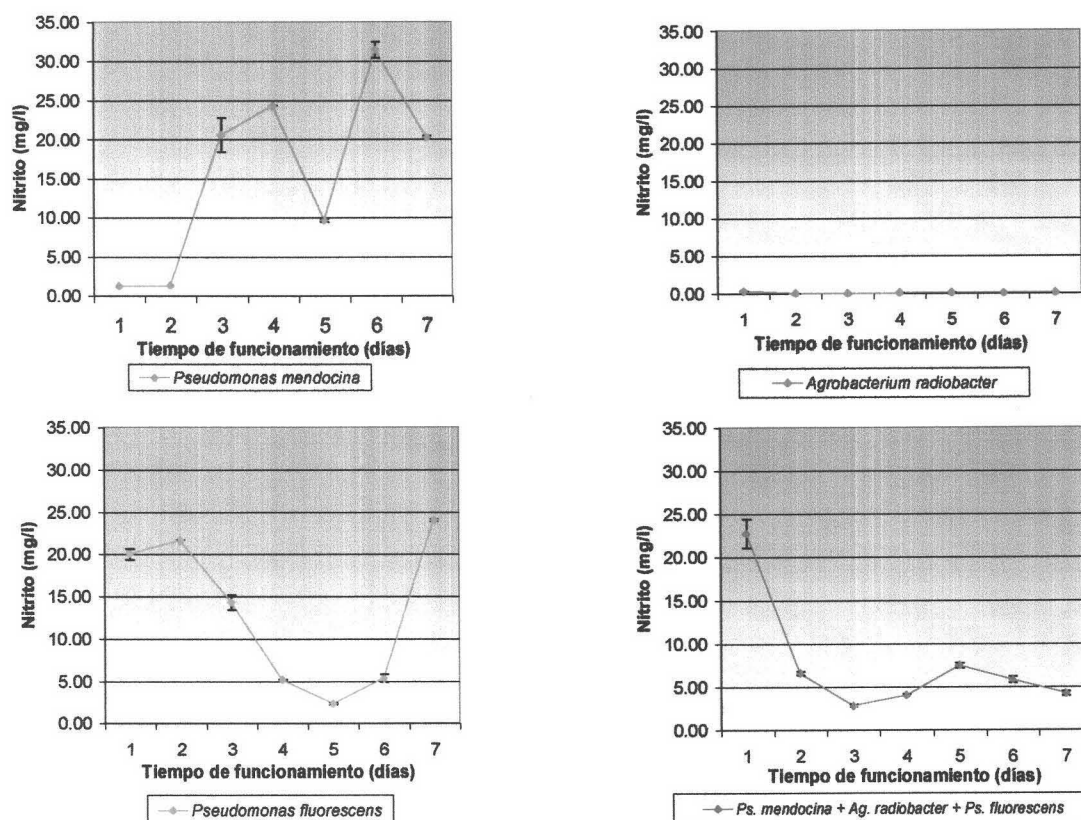 35.00
30.00
25.00
20.00
15.00
10.00
5.00
0.00
Nitrito (mg/l)
1 2 3 4 5 6 7
Tiempo de funcionamiento (días)
Pseudomonas mendocina
35.00
30.00
25.00
20.00
15.00
10.00
5.00
0.00
Nitrito (mg/l)
1 2 3 4 5 6 7
Tiempo de funcionamiento (días)
Agrobacterium radiobacter
35.00
30.00
25.00
20.00
15.00
10.00
5.00
0.00
Nitrito (mg/l)
1 2 3 4 5 6 7
Tiempo de funcionamiento (días)
Pseudomonas fluorescens
35.00
30.00
25.00
20.00
15.00
10.00
5.00
0.00
Nitrito (mg/l)
1 2 3 4 5 6 7
Tiempo de funcionamiento (días)
Ps. mendocina + Ag. radiobacter + Ps. fluorescens